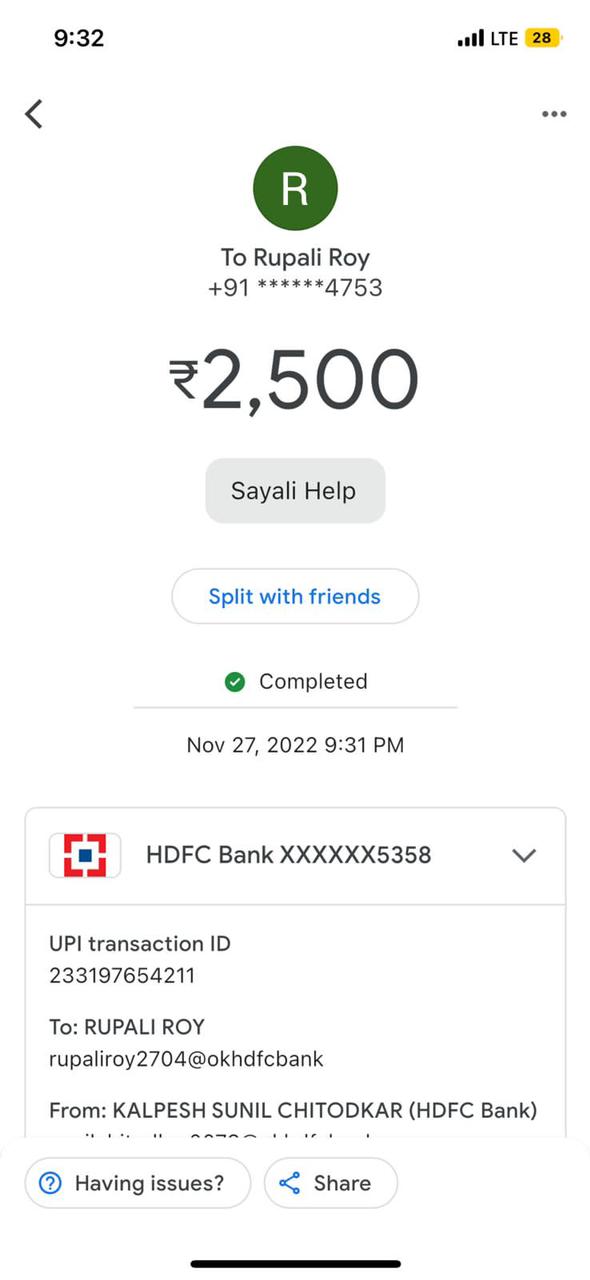 9:32
LTE 28
R
To Rupali Roy
+91 ******4753
₹2,500
Sayali Help
Split with friends
Completed
Nov 27, 2022 9:31 PM
HDFC Bank XXXXXX5358
UPI transaction ID
233197654211
To: RUPALI ROY
rupaliroy2704@okhdfcbank
From: KALPESH SUNIL CHITODKAR (HDFC Bank)
Having issues?
Share